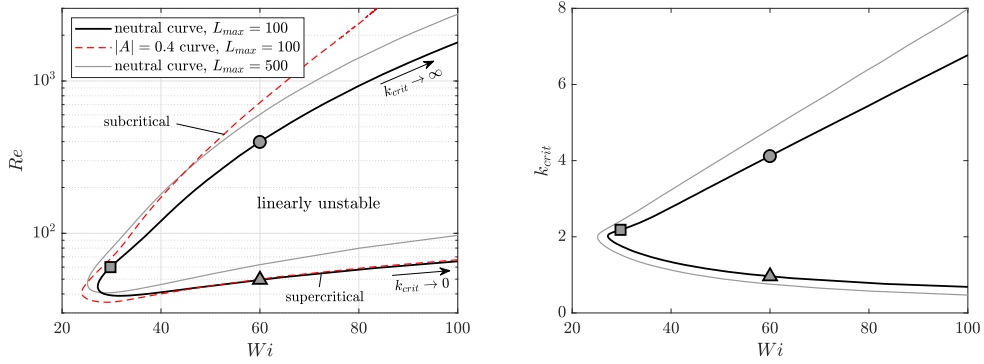 neutral curve, L_max = 100
|A| = 0.4 curve, L_max = 100
neutral curve, L_max = 500
10^3
10^2
Re
subcritical
k_crit → ∞
linearly unstable
supercritical
k_crit → 0
20 40 60 80 100
Wi
8
6
4
2
0
k_crit
20 40 60 80 100
Wi